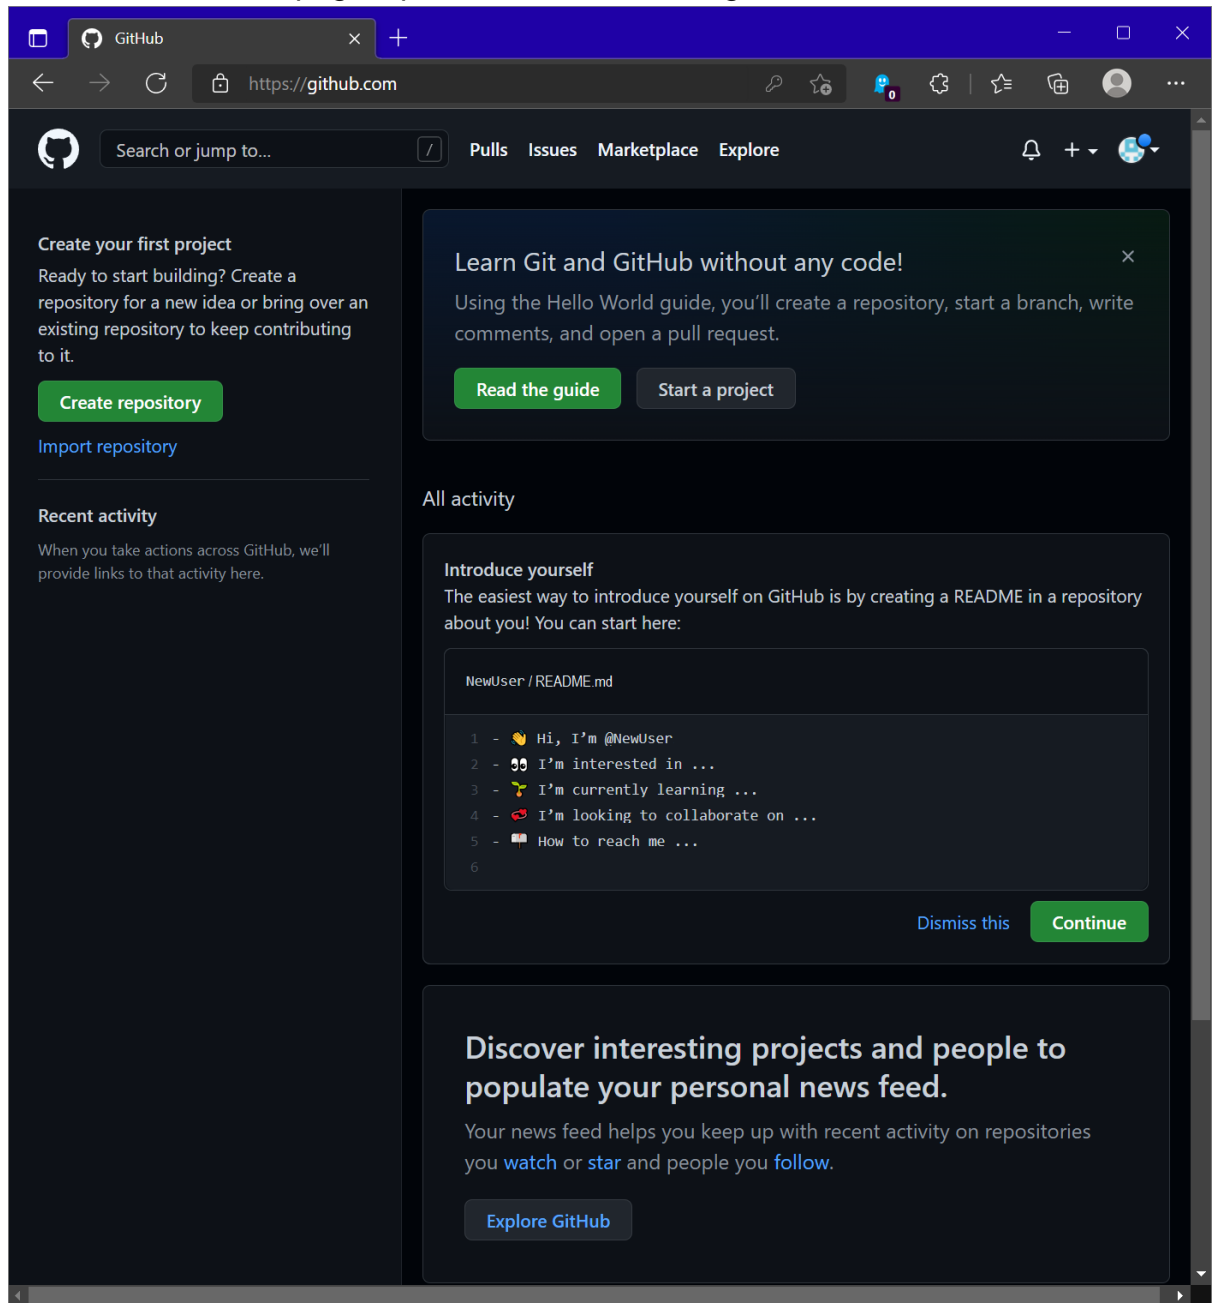 GitHub
https://github.com
0
Search or jump to...
/
Pulls Issues Marketplace Explore
Create your first project
Ready to start building? Create a
repository for a new idea or bring over an
existing repository to keep contributing
to it.
Create repository
Import repository
Recent activity
When you take actions across GitHub, we'll
provide links to that activity here.
Learn Git and GitHub without any code!
Using the Hello World guide, you’ll create a repository, start a branch, write
comments, and open a pull request.
Read the guide
Start a project
All activity
Introduce yourself
The easiest way to introduce yourself on GitHub is by creating a README in a repository
about you! You can start here:
NewUser / README.md
1 - 👋 Hi, I’m @NewUser
2 - 👀 I’m interested in ...
3 - 🌱 I’m currently learning ...
4 - 💞️ I’m looking to collaborate on ...
5 - 📫 How to reach me ...
6
Dismiss this
Continue
Discover interesting projects and people to
populate your personal news feed.
Your news feed helps you keep up with recent activity on repositories
you watch or star and people you follow.
Explore GitHub